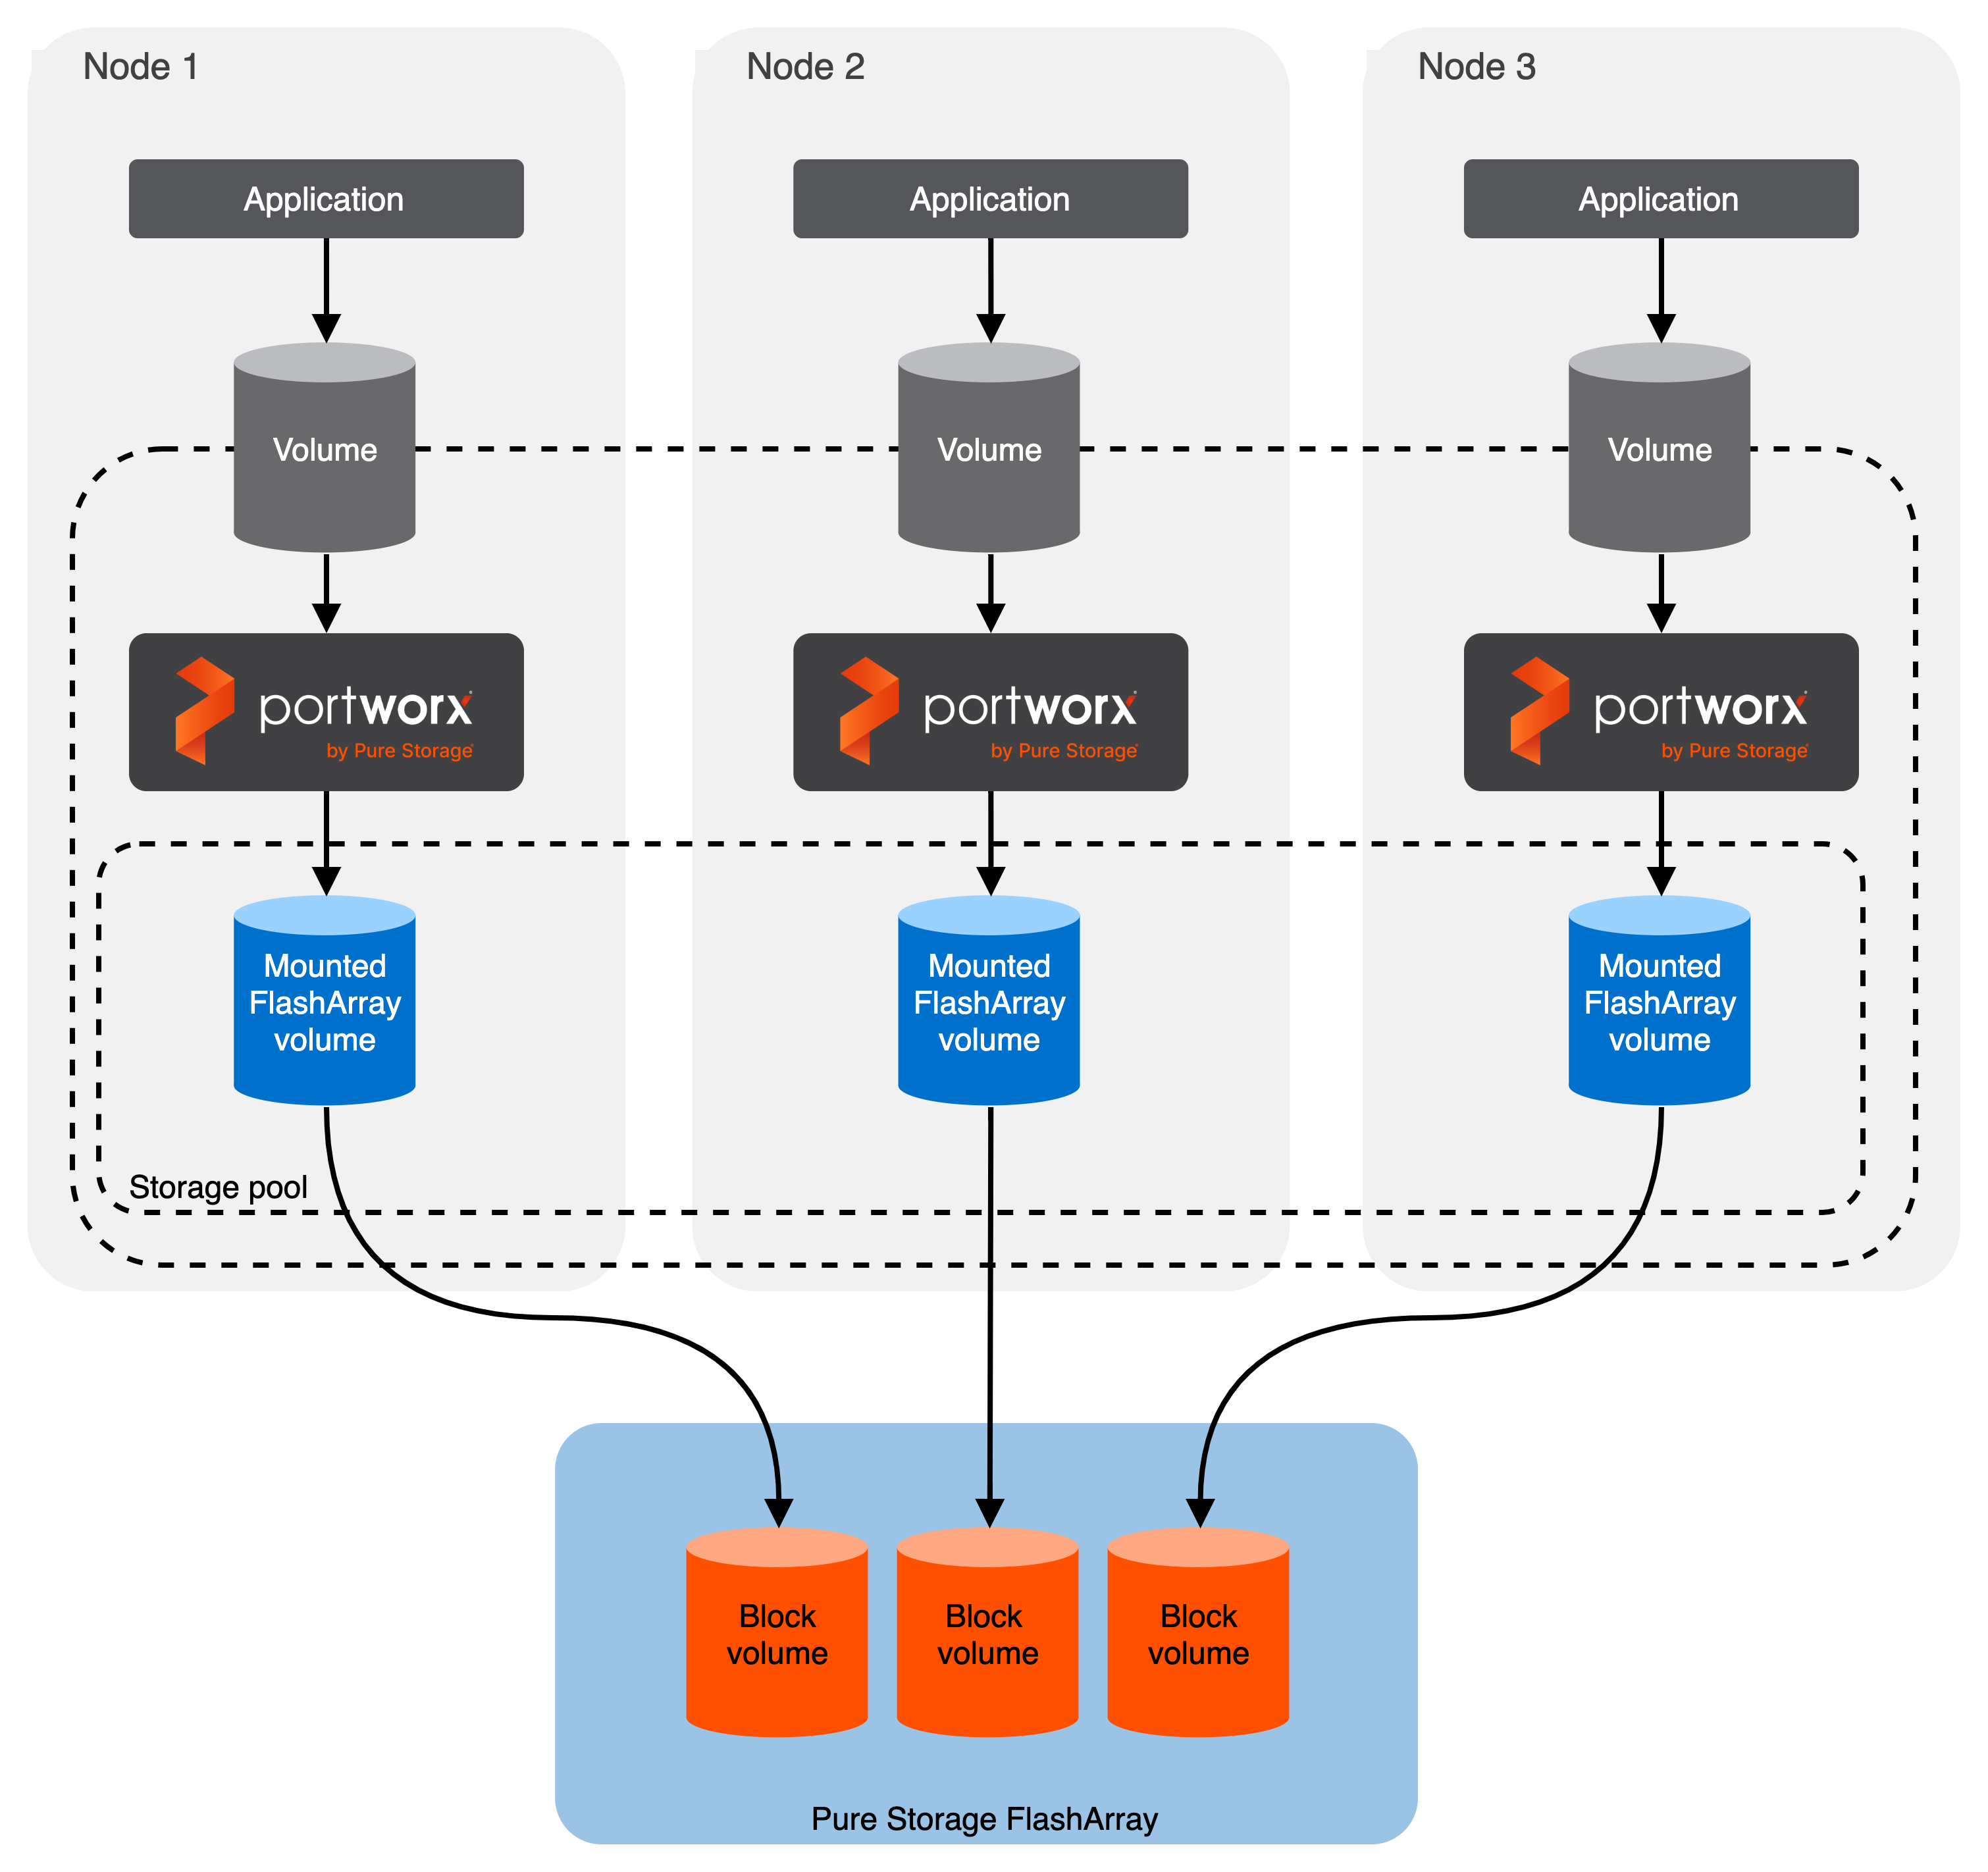 Node 1
Node 2
Node 3
Application
Application
Application
Volume
Volume
Volume
portworx
by Pure Storage
portworx
by Pure Storage
portworx
by Pure Storage
Mounted
FlashArray
volume
Mounted
FlashArray
volume
Mounted
FlashArray
volume
Storage pool
Block
volume
Block
volume
Block
volume
Pure Storage FlashArray